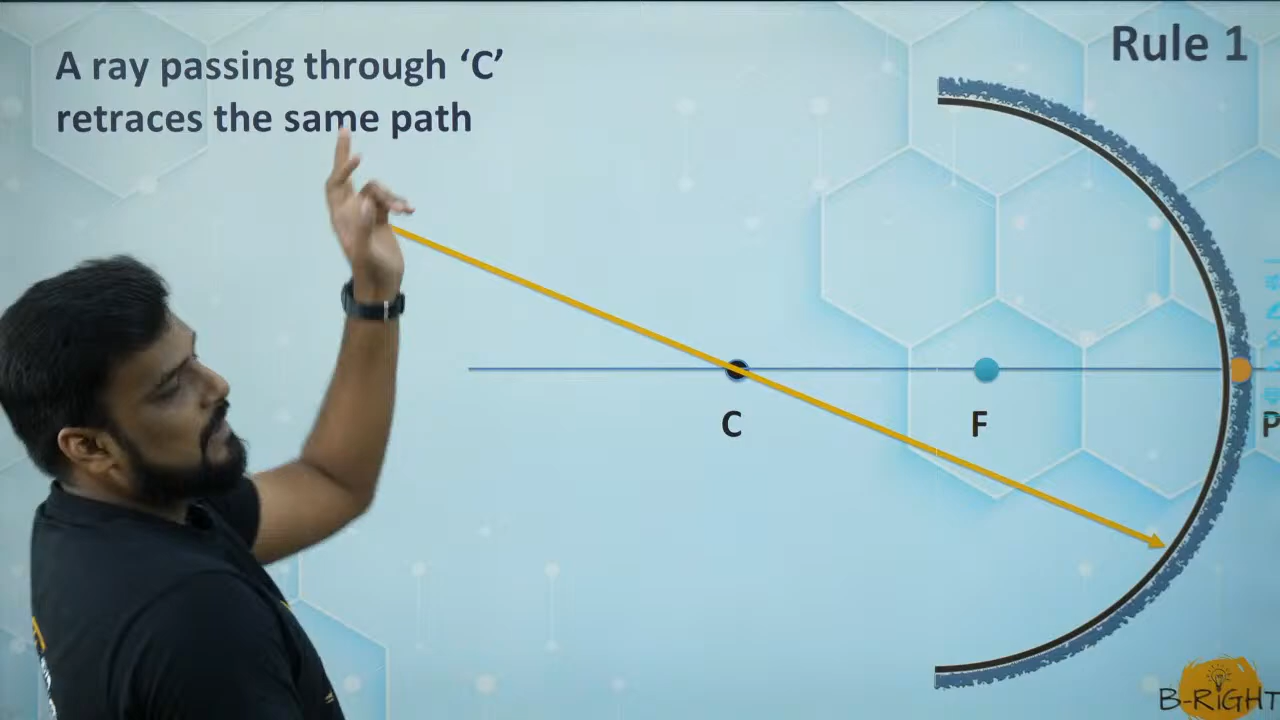 Rule 1
A ray passing through ‘C’
retraces the same path
C
F
P
B-RiGHT